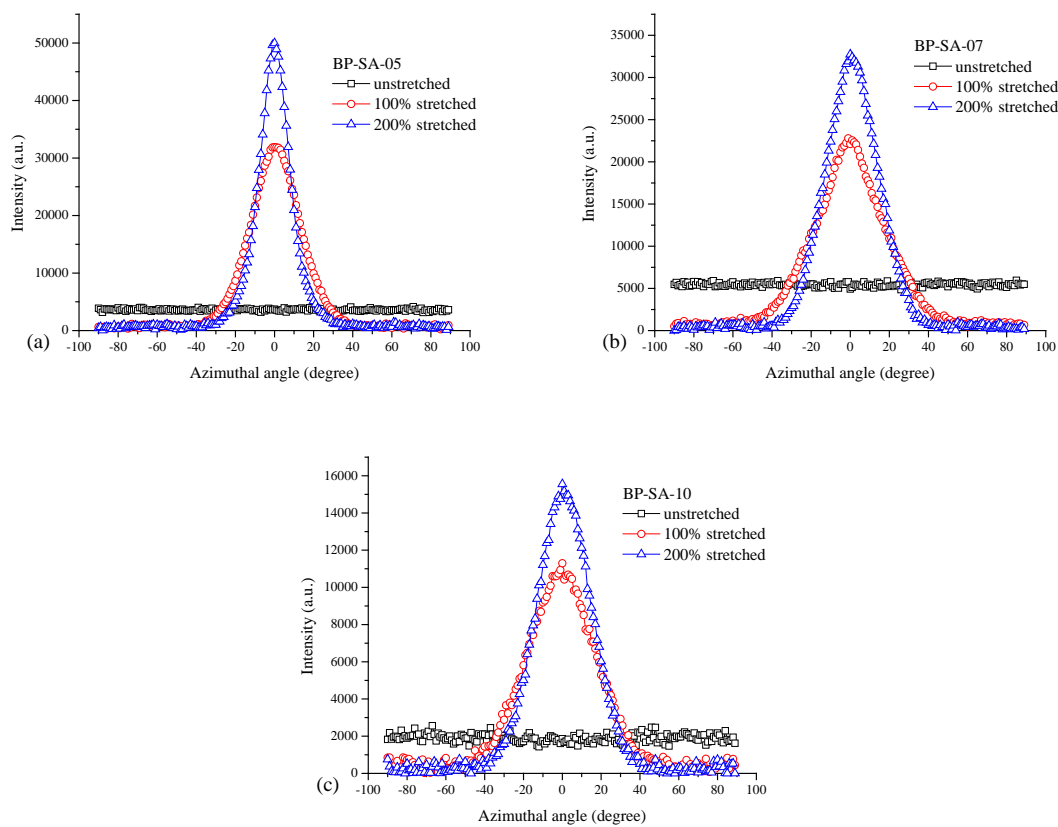 BP-SA-05
unstretched
100% stretched
200% stretched
Intensity (a.u.)
50000
40000
30000
20000
10000
0
-100 -80 -60 -40 -20 0 20 40 60 80 100
Azimuthal angle (degree)
(a)
BP-SA-07
unstretched
100% stretched
200% stretched
Intensity (a.u.)
35000
30000
25000
20000
15000
10000
5000
0
-100 -80 -60 -40 -20 0 20 40 60 80 100
Azimuthal angle (degree)
(b)
BP-SA-10
unstretched
100% stretched
200% stretched
Intensity (a.u.)
16000
14000
12000
10000
8000
6000
4000
2000
0
-100 -80 -60 -40 -20 0 20 40 60 80 100
Azimuthal angle (degree)
(c)